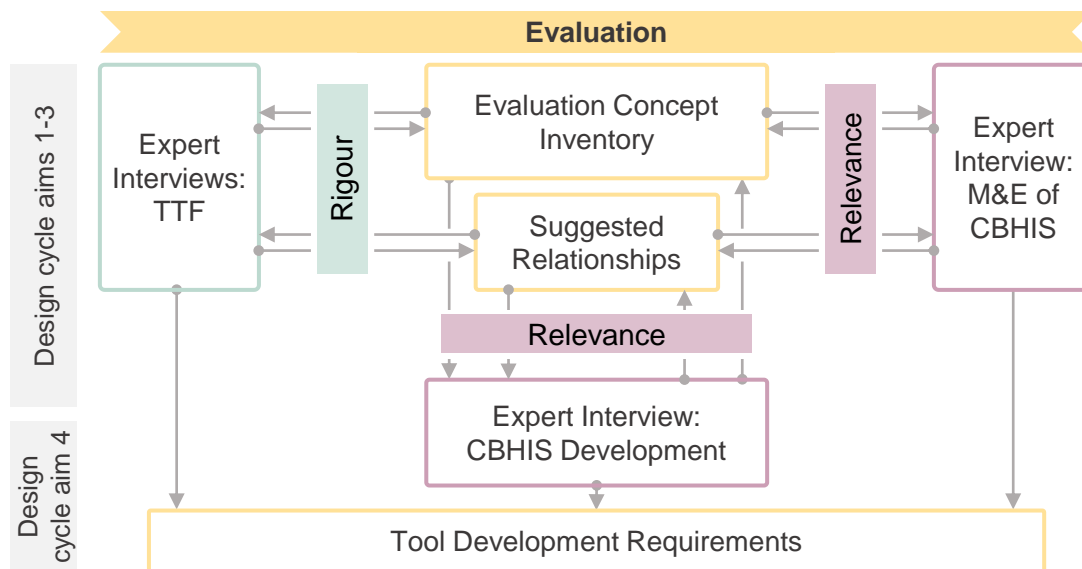 Evaluation
Design cycle aims 1-3
Expert
Interviews:
TTF
Rigour
Evaluation Concept
Inventory
Relevance
Expert
Interview:
M&E of
CBHIS
Suggested
Relationships
Relevance
Expert Interview:
CBHIS Development
Design
cycle aim 4
Tool Development Requirements